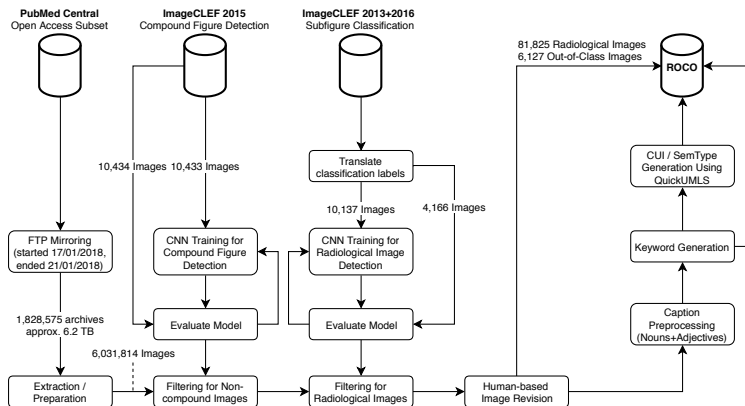 PubMed Central
Open Access Subset
ImageCLEF 2015
Compound Figure Detection
ImageCLEF 2013+2016
Subfigure Classification
81,825 Radiological Images
6,127 Out-of-Class Images
ROCO
10,434 Images
10,433 Images
Translate
classification labels
CUI / SemType
Generation Using
QuickUMLS
10,137 Images
4,166 Images
FTP Mirroring
(started 17/01/2018,
ended 21/01/2018)
CNN Training for
Compound Figure
Detection
CNN Training for
Radiological Image
Detection
Keyword Generation
1,828,575 archives
approx. 6.2 TB
Evaluate Model
Evaluate Model
Caption
Preprocessing
(Nouns+Adjectives)
6,031,814 Images
Extraction /
Preparation
Filtering for Non-
compound Images
Filtering for
Radiological Images
Human-based
Image Revision